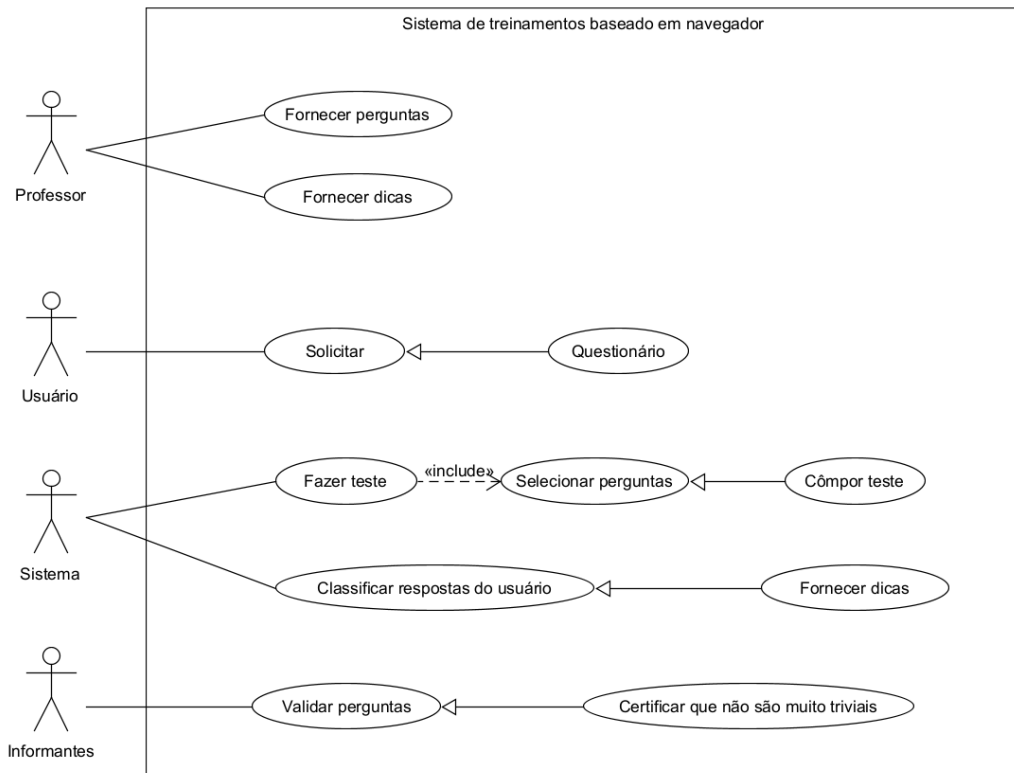 Sistema de treinamentos baseado em navegador
Fornecer perguntas
Professor
Fornecer dicas
Solicitar
Questionário
Usuário
Fazer teste
«include»
Selecionar perguntas
Cômpor teste
Sistema
Classificar respostas do usuário
Fornecer dicas
Validar perguntas
Certificar que não são muito triviais
Informantes